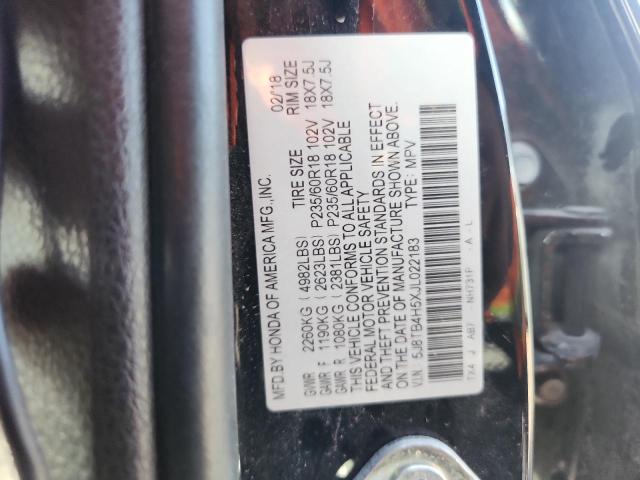 MFD.BY HONDA OF AMERICA MFG.,INC. 02/18
GVWR 2260KG (4982LBS) TIRE SIZE RIM SIZE
GAWR F 1190KG (2623LBS) P235/60R18 102V 18X7.5J
GAWR R 1080KG (2381LBS) P235/60R18 102V 18X7.5J
THIS VEHICLE CONFORMS TO ALL APPLICABLE
FEDERAL MOTOR VEHICLE SAFETY
AND THEFT PREVENTION STANDARDS IN EFFECT
ON THE DATE OF MANUFACTURE SHOWN ABOVE.
V.I.N. 5J8TB4H5XJL022183 TYPE: MPV
TX4 J AB7 NH731P - A - L